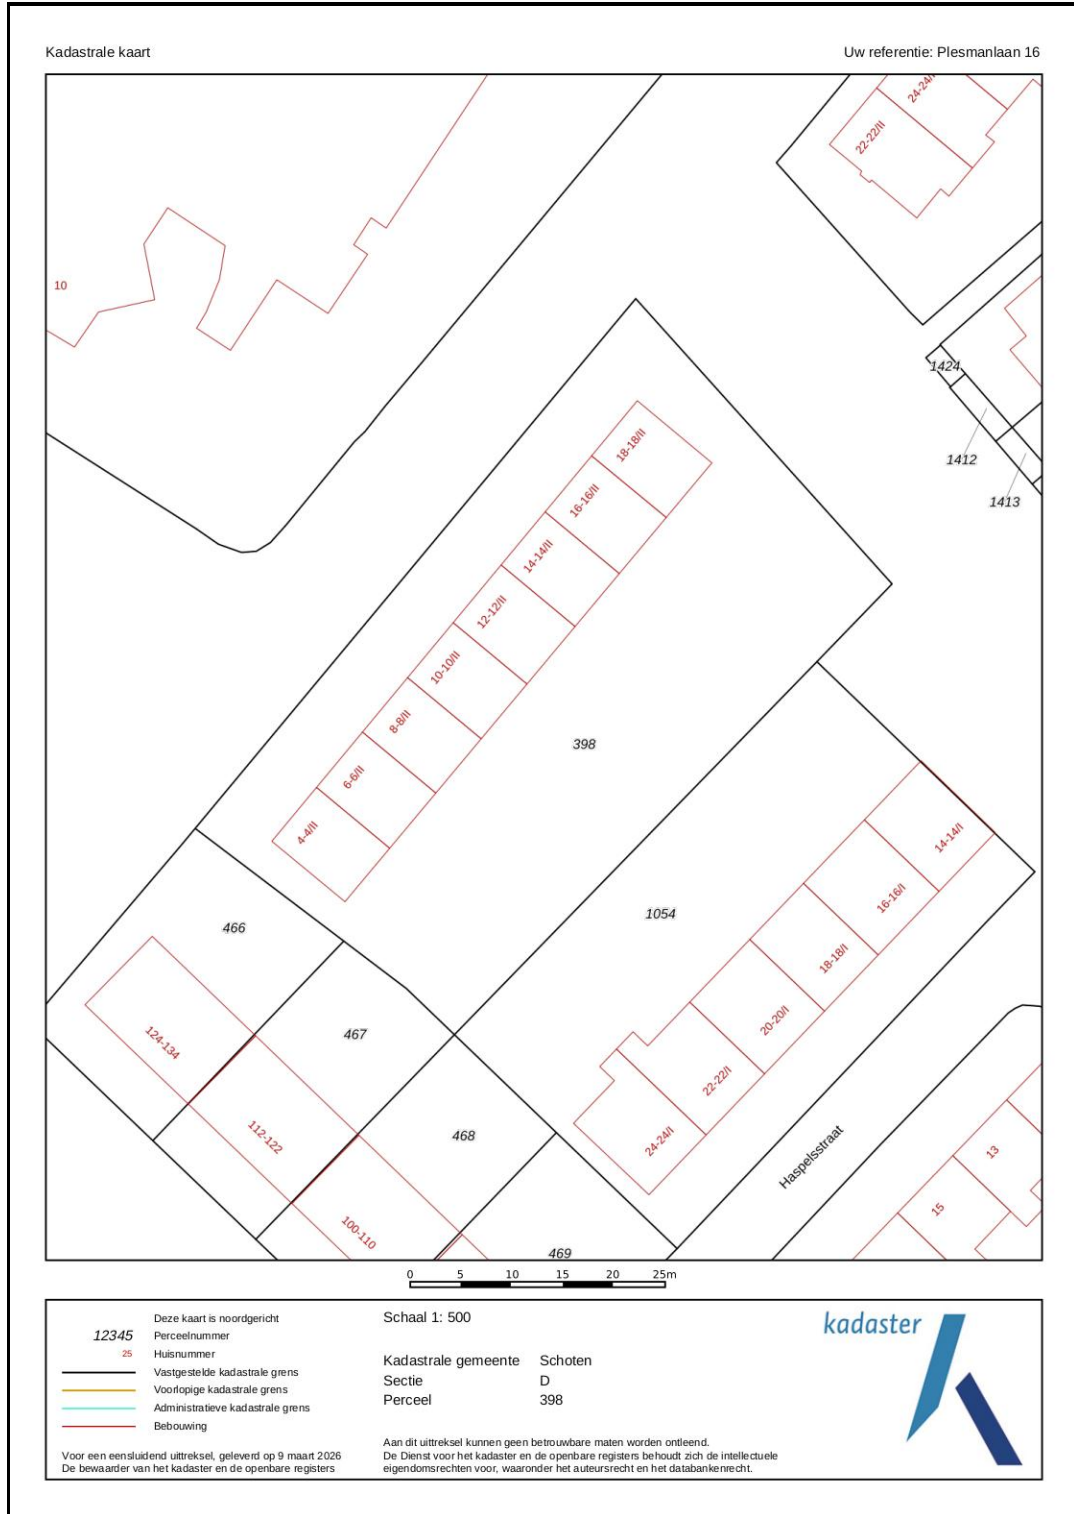 Kadastrale kaart
Uw referentie: Plesmanlaan 16
24-24/I
22-22/II
10
1424
1412
1413
18-18/II
16-16/II
14-14/II
12-12/II
10-10/II
8-8/II
6-6/II
4-4/II
398
14-14/I
16-16/I
18-18/I
20-20/I
22-22/I
24-24/I
1054
466
467
468
469
124-134
112-122
100-110
Haspelsstraat
13
15
0 5 10 15 20 25m
Deze kaart is noordgericht
12345 Perceelnummer
25 Huisnummer
Vastgestelde kadastrale grens
Voorlopige kadastrale grens
Administratieve kadastrale grens
Bebouwing
Voor een eensluidend uittreksel, geleverd op 9 maart 2026
De bewaarder van het kadaster en de openbare registers
Schaal 1: 500
Kadastrale gemeente Schoten
Sectie D
Perceel 398
Aan dit uittreksel kunnen geen betrouwbare maten worden ontleend.
De Dienst voor het kadaster en de openbare registers behoudt zich de intellectuele
eigendomsrechten voor, waaronder het auteursrecht en het databankenrecht.
kadaster